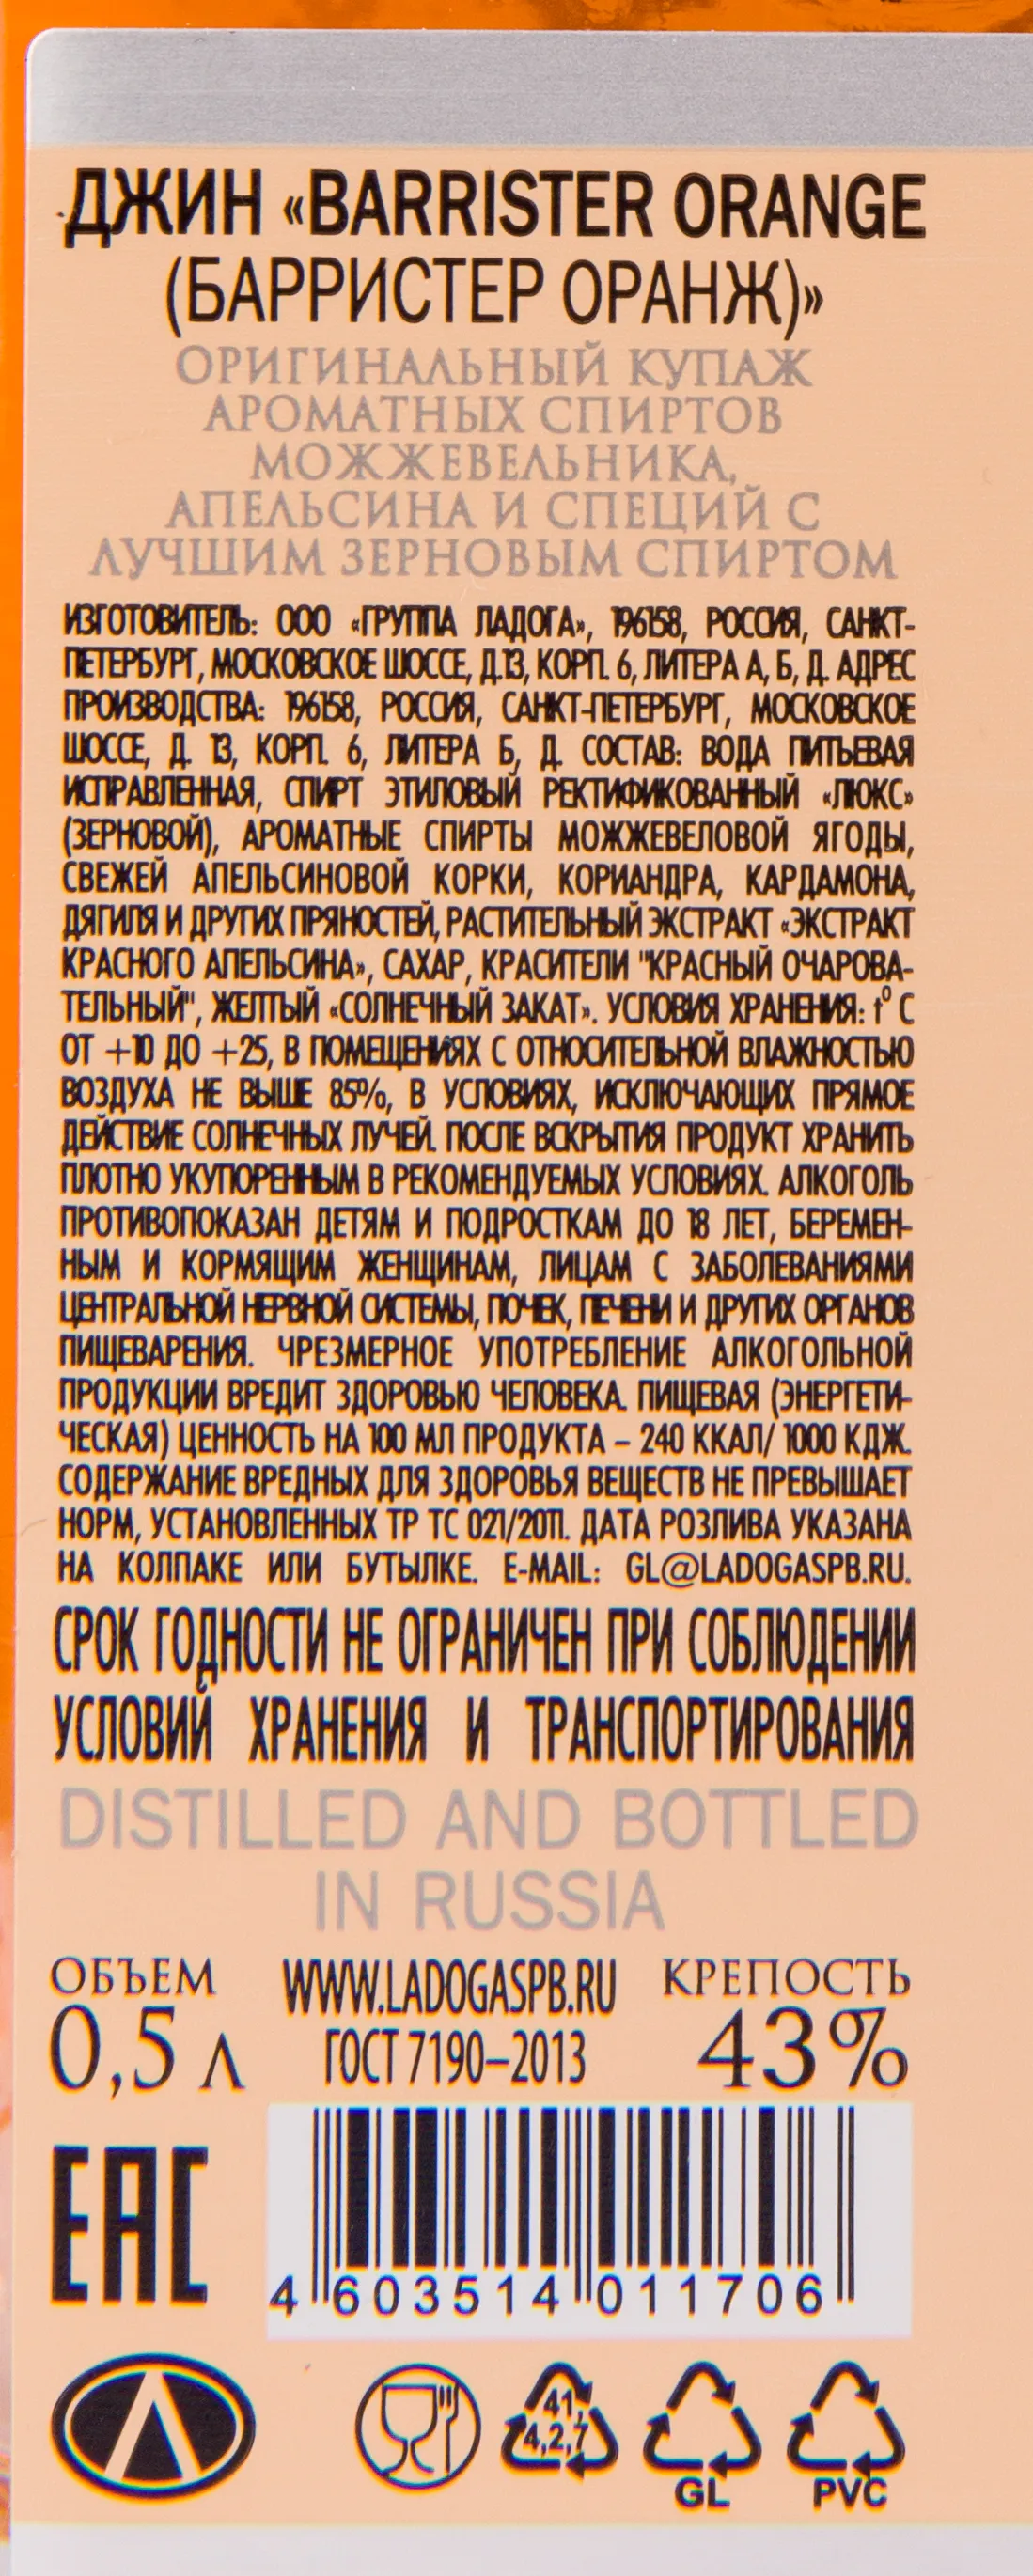 ДЖИН «BARRISTER ORANGE
(БАРРИСТЕР ОРАНЖ)»
ОРИГИНАЛЬНЫЙ КУПАЖ
АРОМАТНЫХ СПИРТОВ
МОЖЖЕВЕЛЬНИКА,
АПЕЛЬСИНА И СПЕЦИЙ С
ЛУЧШИМ ЗЕРНОВЫМ СПИРТОМ
ИЗГОТОВИТЕЛЬ: ООО «ГРУППА ЛАДОГА», 196158, РОССИЯ, САНКТ-
ПЕТЕРБУРГ, МОСКОВСКОЕ ШОССЕ, Д.13, КОРП. 6, ЛИТЕРА А, Б, Д. АДРЕС
ПРОИЗВОДСТВА: 196158, РОССИЯ, САНКТ-ПЕТЕРБУРГ, МОСКОВСКОЕ
ШОССЕ, Д. 13, КОРП. 6, ЛИТЕРА Б, Д. СОСТАВ: ВОДА ПИТЬЕВАЯ
ИСПРАВЛЕННАЯ, СПИРТ ЭТИЛОВЫЙ РЕКТИФИКОВАННЫЙ «ЛЮКС»
(ЗЕРНОВОЙ), АРОМАТНЫЕ СПИРТЫ МОЖЖЕВЕЛОВОЙ ЯГОДЫ,
СВЕЖЕЙ АПЕЛЬСИНОВОЙ КОРКИ, КОРИАНДРА, КАРДАМОНА,
ДЯГИЛЯ И ДРУГИХ ПРЯНОСТЕЙ, РАСТИТЕЛЬНЫЙ ЭКСТРАКТ «ЭКСТРАКТ
КРАСНОГО АПЕЛЬСИНА», САХАР, КРАСИТЕЛИ "КРАСНЫЙ ОЧАРОВА-
ТЕЛЬНЫЙ", ЖЕЛТЫЙ «СОЛНЕЧНЫЙ ЗАКАТ». УСЛОВИЯ ХРАНЕНИЯ: t⁰ С
ОТ +10 ДО +25, В ПОМЕЩЕНИЯХ С ОТНОСИТЕЛЬНОЙ ВЛАЖНОСТЬЮ
ВОЗДУХА НЕ ВЫШЕ 85%, В УСЛОВИЯХ, ИСКЛЮЧАЮЩИХ ПРЯМОЕ
ДЕЙСТВИЕ СОЛНЕЧНЫХ ЛУЧЕЙ. ПОСЛЕ ВСКРЫТИЯ ПРОДУКТ ХРАНИТЬ
ПЛОТНО УКУПОРЕННЫМ В РЕКОМЕНДУЕМЫХ УСЛОВИЯХ. АЛКОГОЛЬ
ПРОТИВОПОКАЗАН ДЕТЯМ И ПОДРОСТКАМ ДО 18 ЛЕТ, БЕРЕМЕН-
НЫМ И КОРМЯЩИМ ЖЕНЩИНАМ, ЛИЦАМ С ЗАБОЛЕВАНИЯМИ
ЦЕНТРАЛЬНОЙ НЕРВНОЙ СИСТЕМЫ, ПОЧЕК, ПЕЧЕНИ И ДРУГИХ ОРГАНОВ
ПИЩЕВАРЕНИЯ. ЧРЕЗМЕРНОЕ УПОТРЕБЛЕНИЕ АЛКОГОЛЬНОЙ
ПРОДУКЦИИ ВРЕДИТ ЗДОРОВЬЮ ЧЕЛОВЕКА. ПИЩЕВАЯ (ЭНЕРГЕТИ-
ЧЕСКАЯ) ЦЕННОСТЬ НА 100 МЛ ПРОДУКТА – 240 ККАЛ/ 1000 КДЖ.
СОДЕРЖАНИЕ ВРЕДНЫХ ДЛЯ ЗДОРОВЬЯ ВЕЩЕСТВ НЕ ПРЕВЫШАЕТ
НОРМ, УСТАНОВЛЕННЫХ ТР ТС 021/2011. ДАТА РОЗЛИВА УКАЗАНА
НА КОЛПАКЕ ИЛИ БУТЫЛКЕ. E-MAIL: GL@LADOGASPB.RU.
СРОК ГОДНОСТИ НЕ ОГРАНИЧЕН ПРИ СОБЛЮДЕНИИ
УСЛОВИЙ ХРАНЕНИЯ И ТРАНСПОРТИРОВАНИЯ
DISTILLED AND BOTTLED
IN RUSSIA
ОБЪЕМ WWW.LADOGASPB.RU КРЕПОСТЬ
0,5 л ГОСТ 7190–2013 43%
ЕАС
4 603514 011706
41,
4,2,7
GL PVC